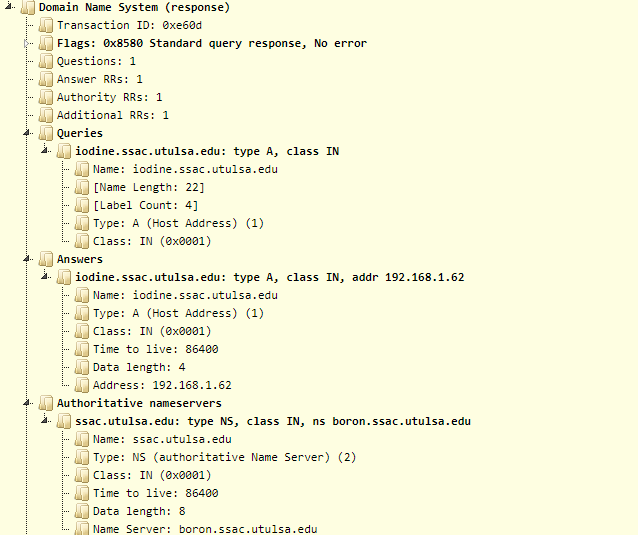 Domain Name System (response)
Transaction ID: 0xe60d
Flags: 0x8580 Standard query response, No error
Questions: 1
Answer RRs: 1
Authority RRs: 1
Additional RRs: 1
Queries
iodine.ssac.utulsa.edu: type A, class IN
Name: iodine.ssac.utulsa.edu
[Name Length: 22]
[Label Count: 4]
Type: A (Host Address) (1)
Class: IN (0x0001)
Answers
iodine.ssac.utulsa.edu: type A, class IN, addr 192.168.1.62
Name: iodine.ssac.utulsa.edu
Type: A (Host Address) (1)
Class: IN (0x0001)
Time to live: 86400
Data length: 4
Address: 192.168.1.62
Authoritative nameservers
ssac.utulsa.edu: type NS, class IN, ns boron.ssac.utulsa.edu
Name: ssac.utulsa.edu
Type: NS (authoritative Name Server) (2)
Class: IN (0x0001)
Time to live: 86400
Data length: 8
Name Server: boron.ssac.utulsa.edu